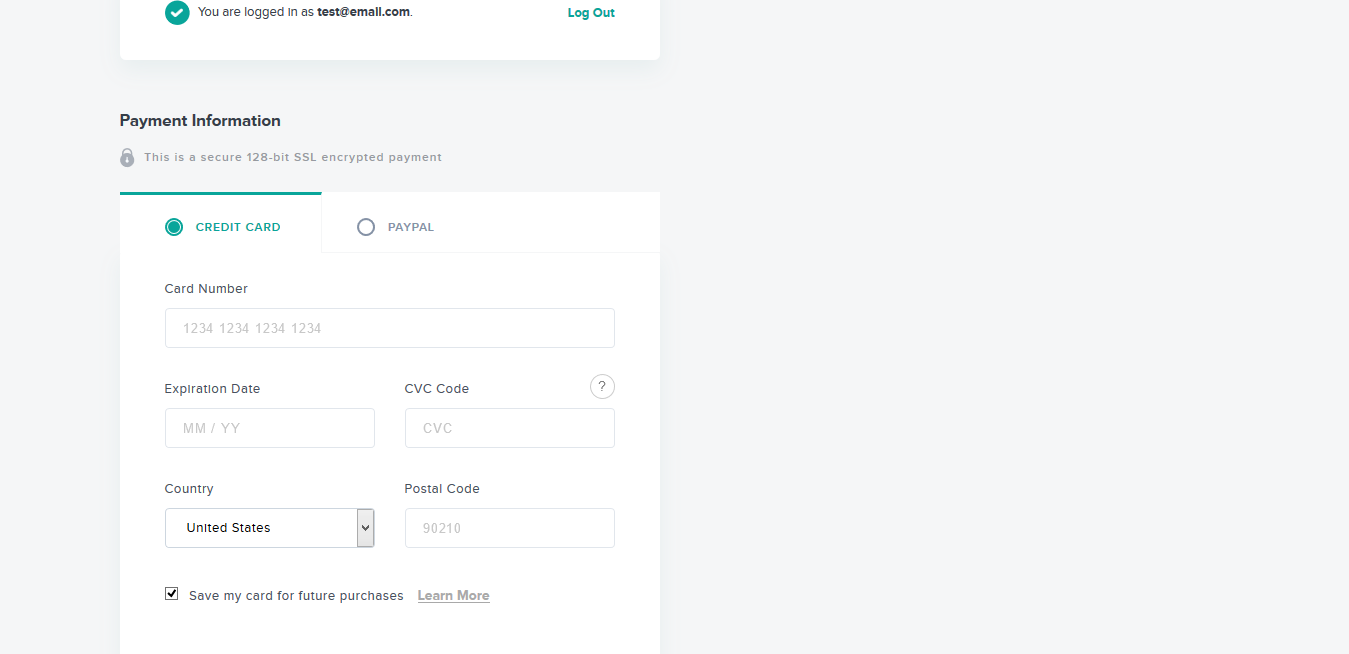 You are logged in as test@email.com.
Log Out
Payment Information
This is a secure 128-bit SSL encrypted payment
CREDIT CARD
PAYPAL
Card Number
1234 1234 1234 1234
Expiration Date
CVC Code
?
MM / YY
CVC
Country
Postal Code
United States
90210
Save my card for future purchases
Learn More